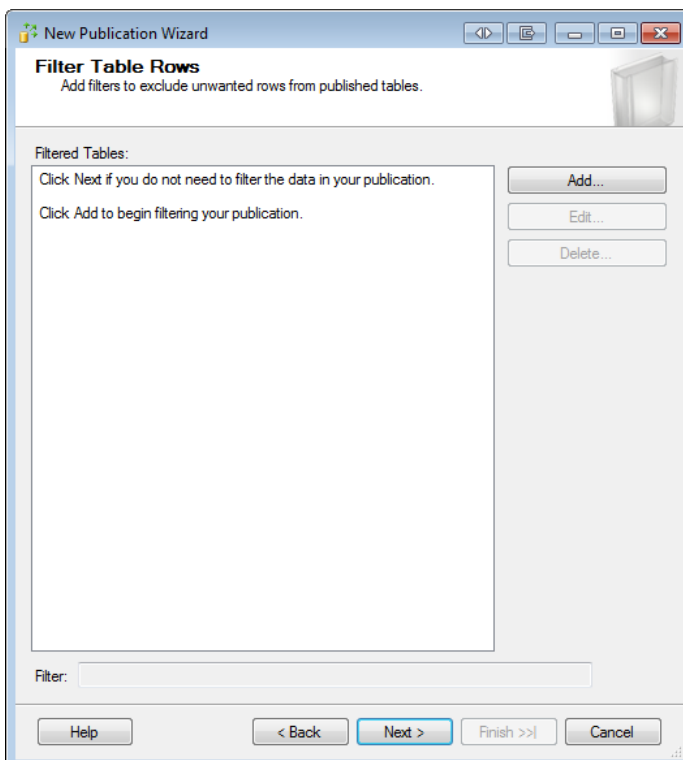 New Publication Wizard
Filter Table Rows
Add filters to exclude unwanted rows from published tables.
Filtered Tables:
Click Next if you do not need to filter the data in your publication.
Click Add to begin filtering your publication.
Add...
Edit...
Delete...
Filter:
Help
< Back
Next >
Finish >>|
Cancel